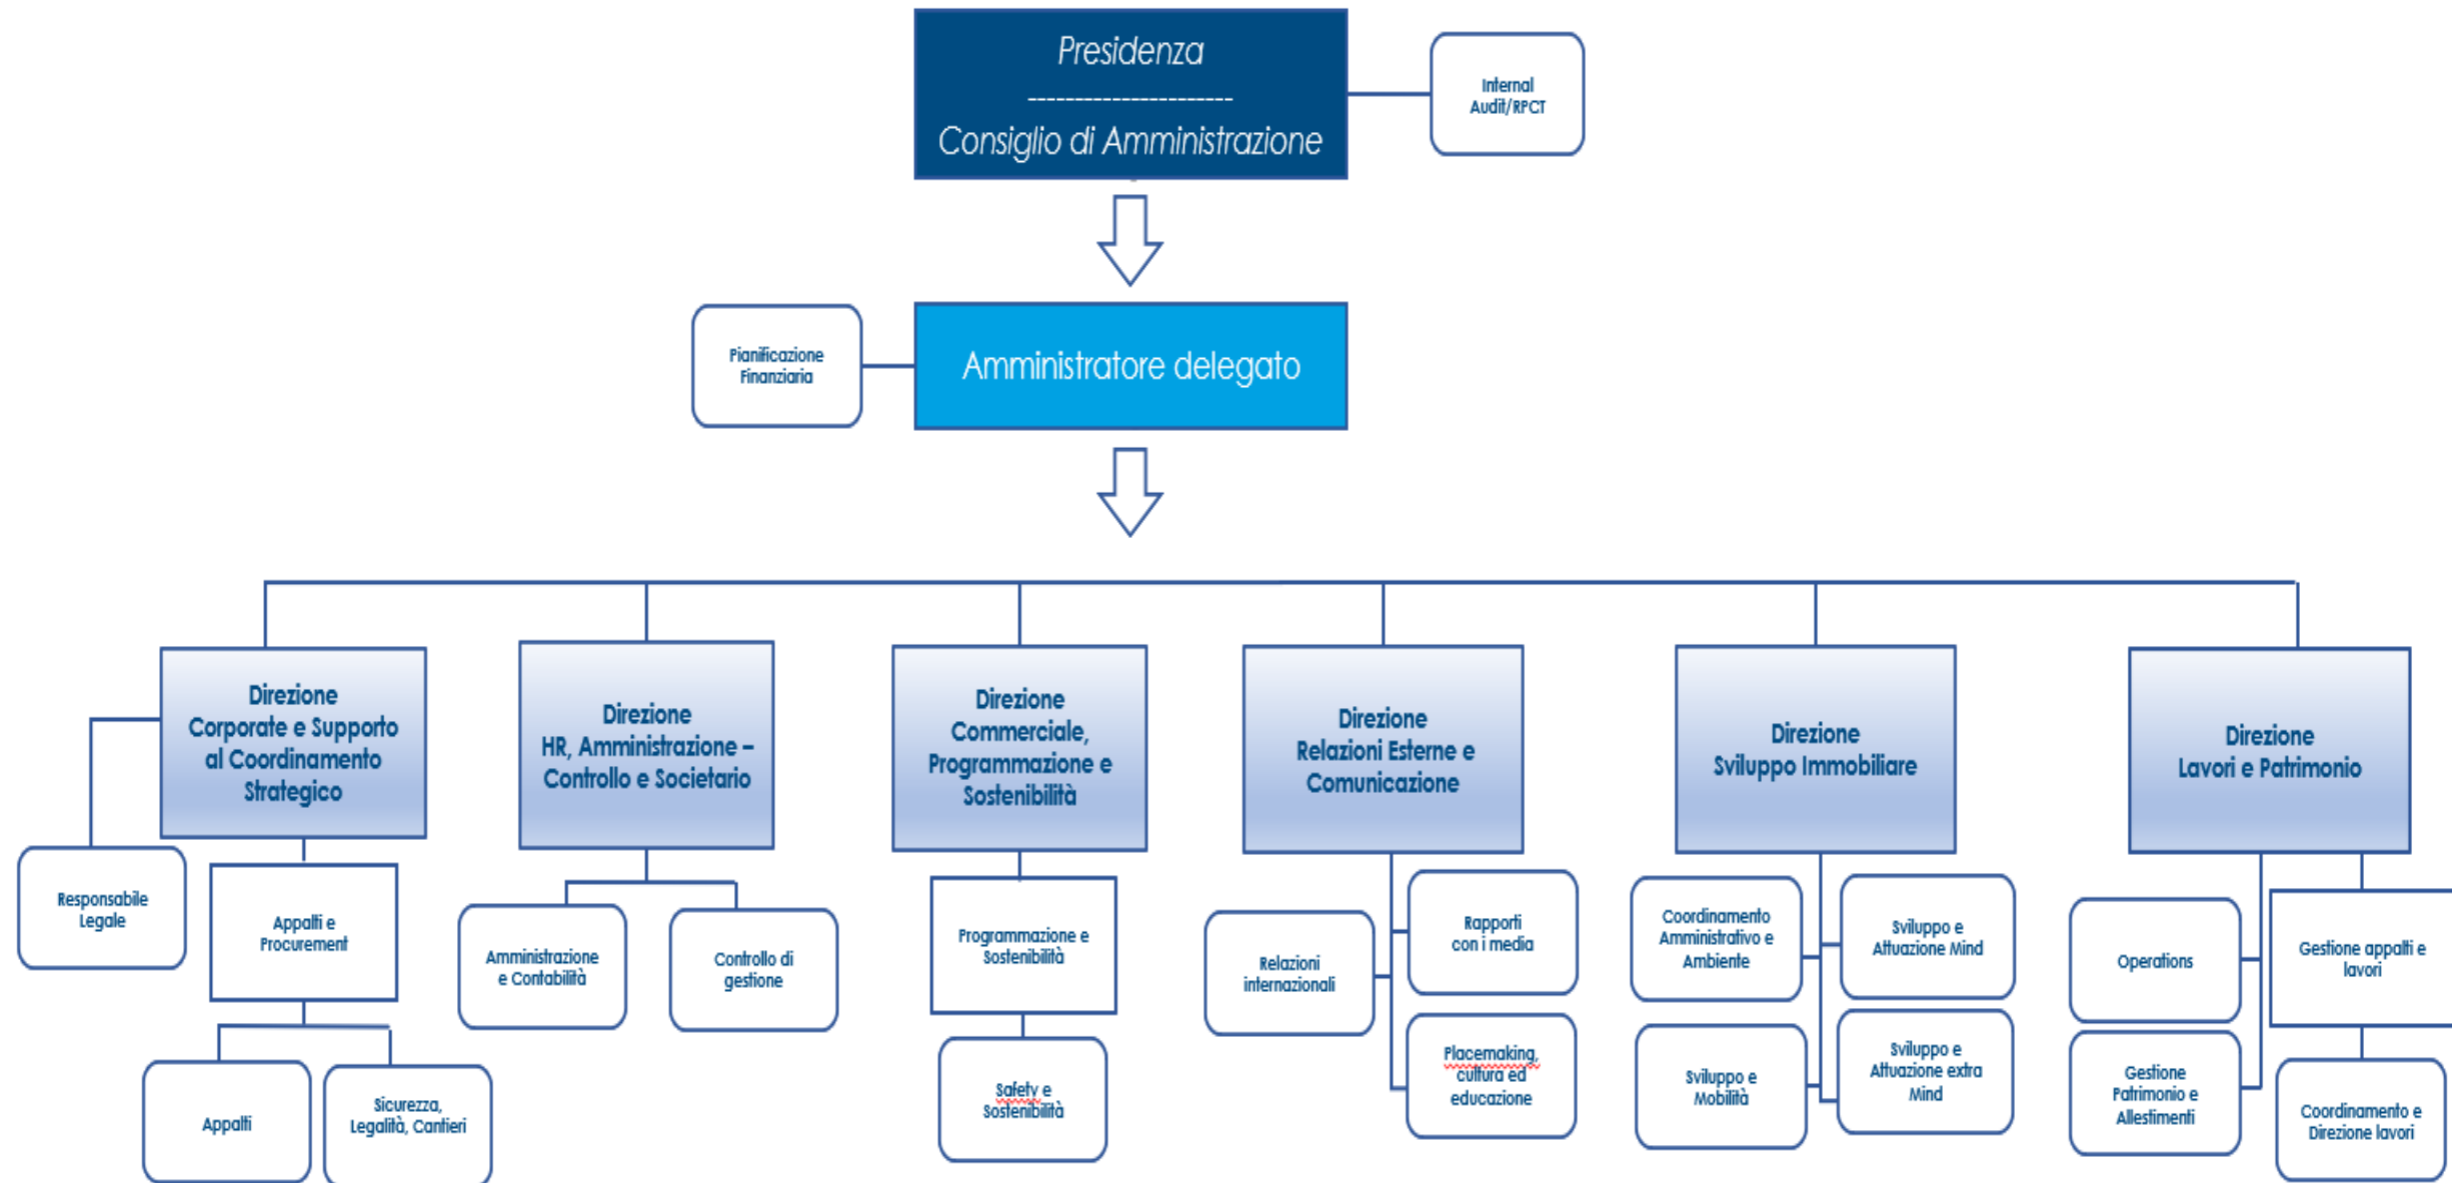 Presidenza
----------------------
Consiglio di Amministrazione
Internal
Audit/RPCT
Pianificazione
Finanziaria
Amministratore delegato
Direzione
Corporate e Supporto
al Coordinamento
Strategico
Direzione
HR, Amministrazione –
Controllo e Societario
Direzione
Commerciale,
Programmazione e
Sostenibilità
Direzione
Relazioni Esterne e
Comunicazione
Direzione
Sviluppo Immobiliare
Direzione
Lavori e Patrimonio
Responsabile
Legale
Appalti e
Procurement
Appalti
Sicurezza,
Legalità, Cantieri
Amministrazione
e Contabilità
Controllo di
gestione
Programmazione e
Sostenibilità
Safety e
Sostenibilità
Relazioni
internazionali
Rapporti
con i media
Placemaking,
cultura ed
educazione
Coordinamento
Amministrativo e
Ambiente
Sviluppo e
Attuazione Mind
Sviluppo e
Mobilità
Sviluppo e
Attuazione extra
Mind
Operations
Gestione appalti e
lavori
Gestione
Patrimonio e
Allestimenti
Coordinamento e
Direzione lavori